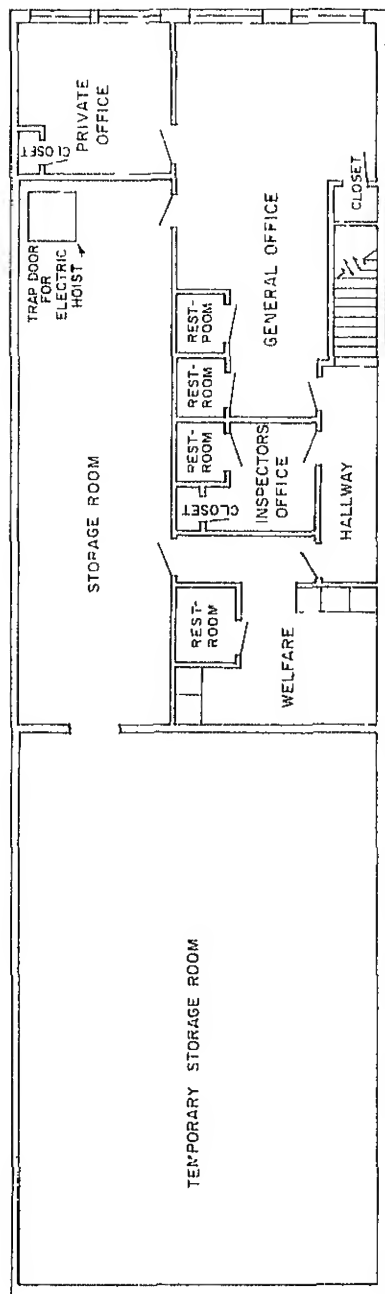 TEMPORARY STORAGE ROOM
STORAGE ROOM
TRAP DOOR
FOR
ELECTRIC
HOIST
CLOSET
PRIVATE
OFFICE
REST-
ROOM
WELFARE
CLOSET
REST-
ROOM
INSPECTORS
OFFICE
REST-
ROOM
REST-
POOM
GENERAL OFFICE
HALLWAY
CLOSET